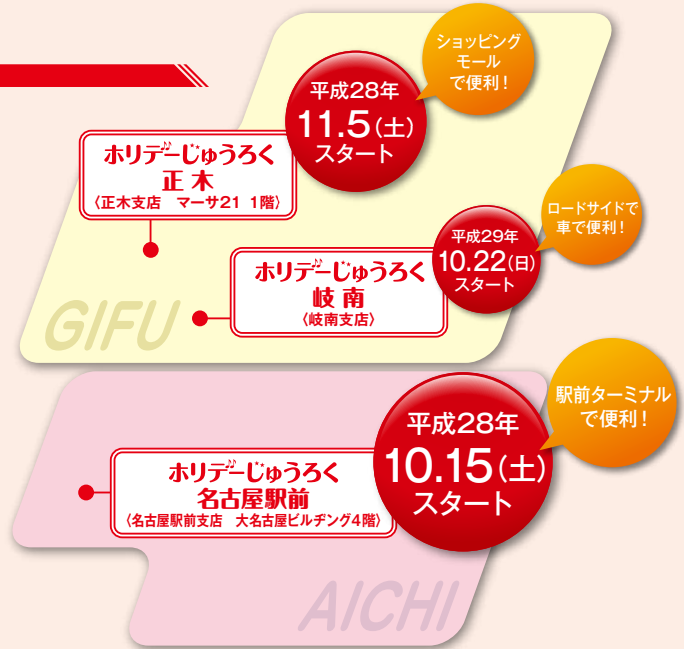 ショッピング
モール
で便利！
平成28年
11.5（土）
スタート
ホリデーじゅうろく
正木
〈正木支店　マーサ21 1階〉
ロードサイドで
車で便利！
平成29年
10.22（日）
スタート
ホリデーじゅうろく
岐南
〈岐南支店〉
GIFU
駅前ターミナル
で便利！
平成28年
10.15（土）
スタート
ホリデーじゅうろく
名古屋駅前
〈名古屋駅前支店　大名古屋ビルヂング4階〉
AICHI